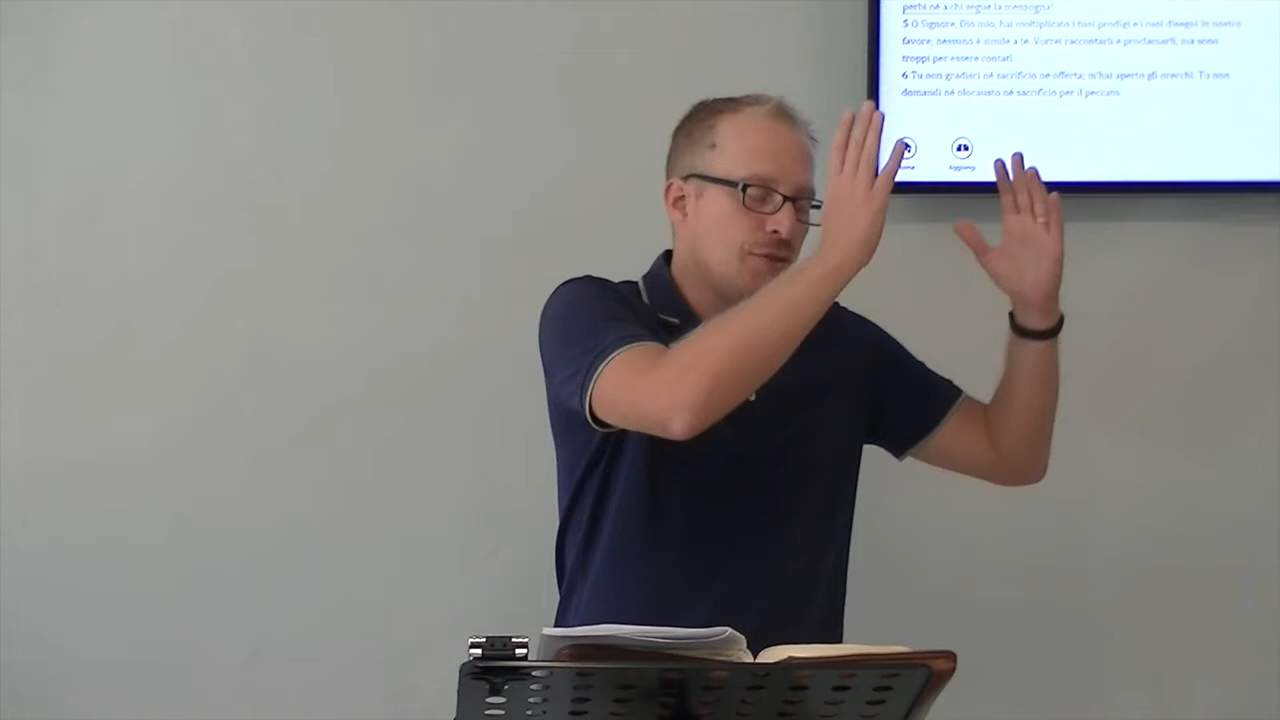 perbi né a chi segue la menzogna!
5 O Signore, Dio mio, hai moltiplicato i tuoi prodigi e i tuoi disegni in nostro
favore; nessuno è simile a te. Vorrei raccontarli e proclamarli, ma sono
troppi per essere contati.
6 Tu non gradisci né sacrificio né offerta; m'hai aperto gli orecchi. Tu non
domandi né olocausto né sacrificio per il peccato.
Aggiungi